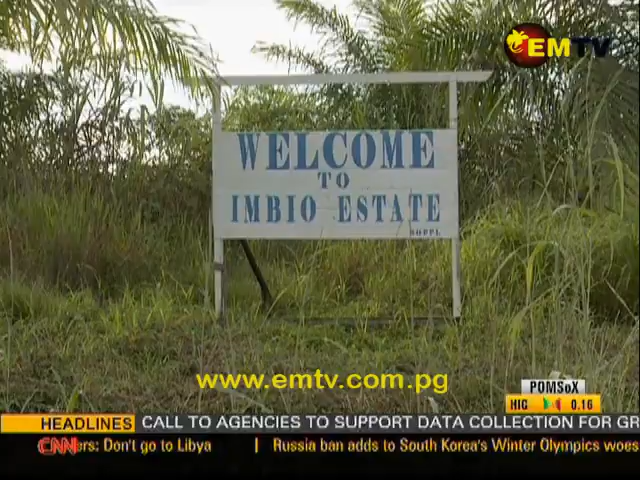 EMTV
WELCOME
TO
IMBIO ESTATE
HOPPL
www.emtv.com.pg
POMSoX
HIG 0.16
HEADLINES CALL TO AGENCIES TO SUPPORT DATA COLLECTION FOR GR
CNN ers: Don't go to Libya | Russia ban adds to South Korea's Winter Olympics woes